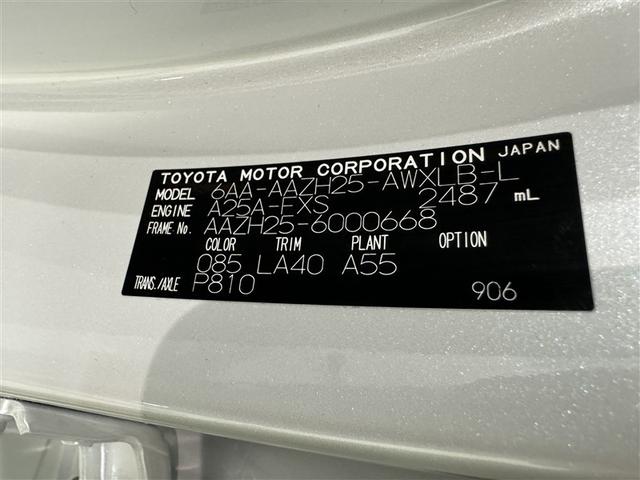 TOYOTA MOTOR CORPORATION JAPAN
MODEL 6AA-AAZH25-AWXLB-L
ENGINE A25A-FXS 2487 mL
FRAME No. AAZH25-6000668
COLOR TRIM PLANT OPTION
085 LA40 A55
TRANS./AXLE P810 906